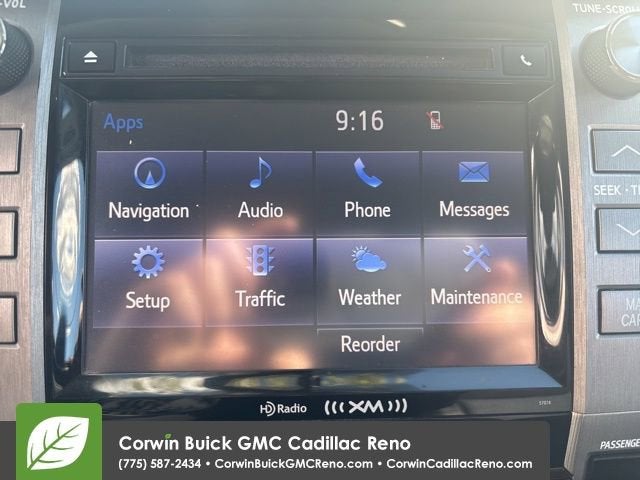 -VOL
TUNE-SCROLL
Apps 9:16
Navigation Audio Phone Messages
SEEK
Setup Traffic Weather Maintenance
Reorder
HD Radio (((XM)))
PASSENGE
Corwin Buick GMC Cadillac Reno
(775) 587-2434 • CorwinBuickGMCReno.com • CorwinCadillacReno.com